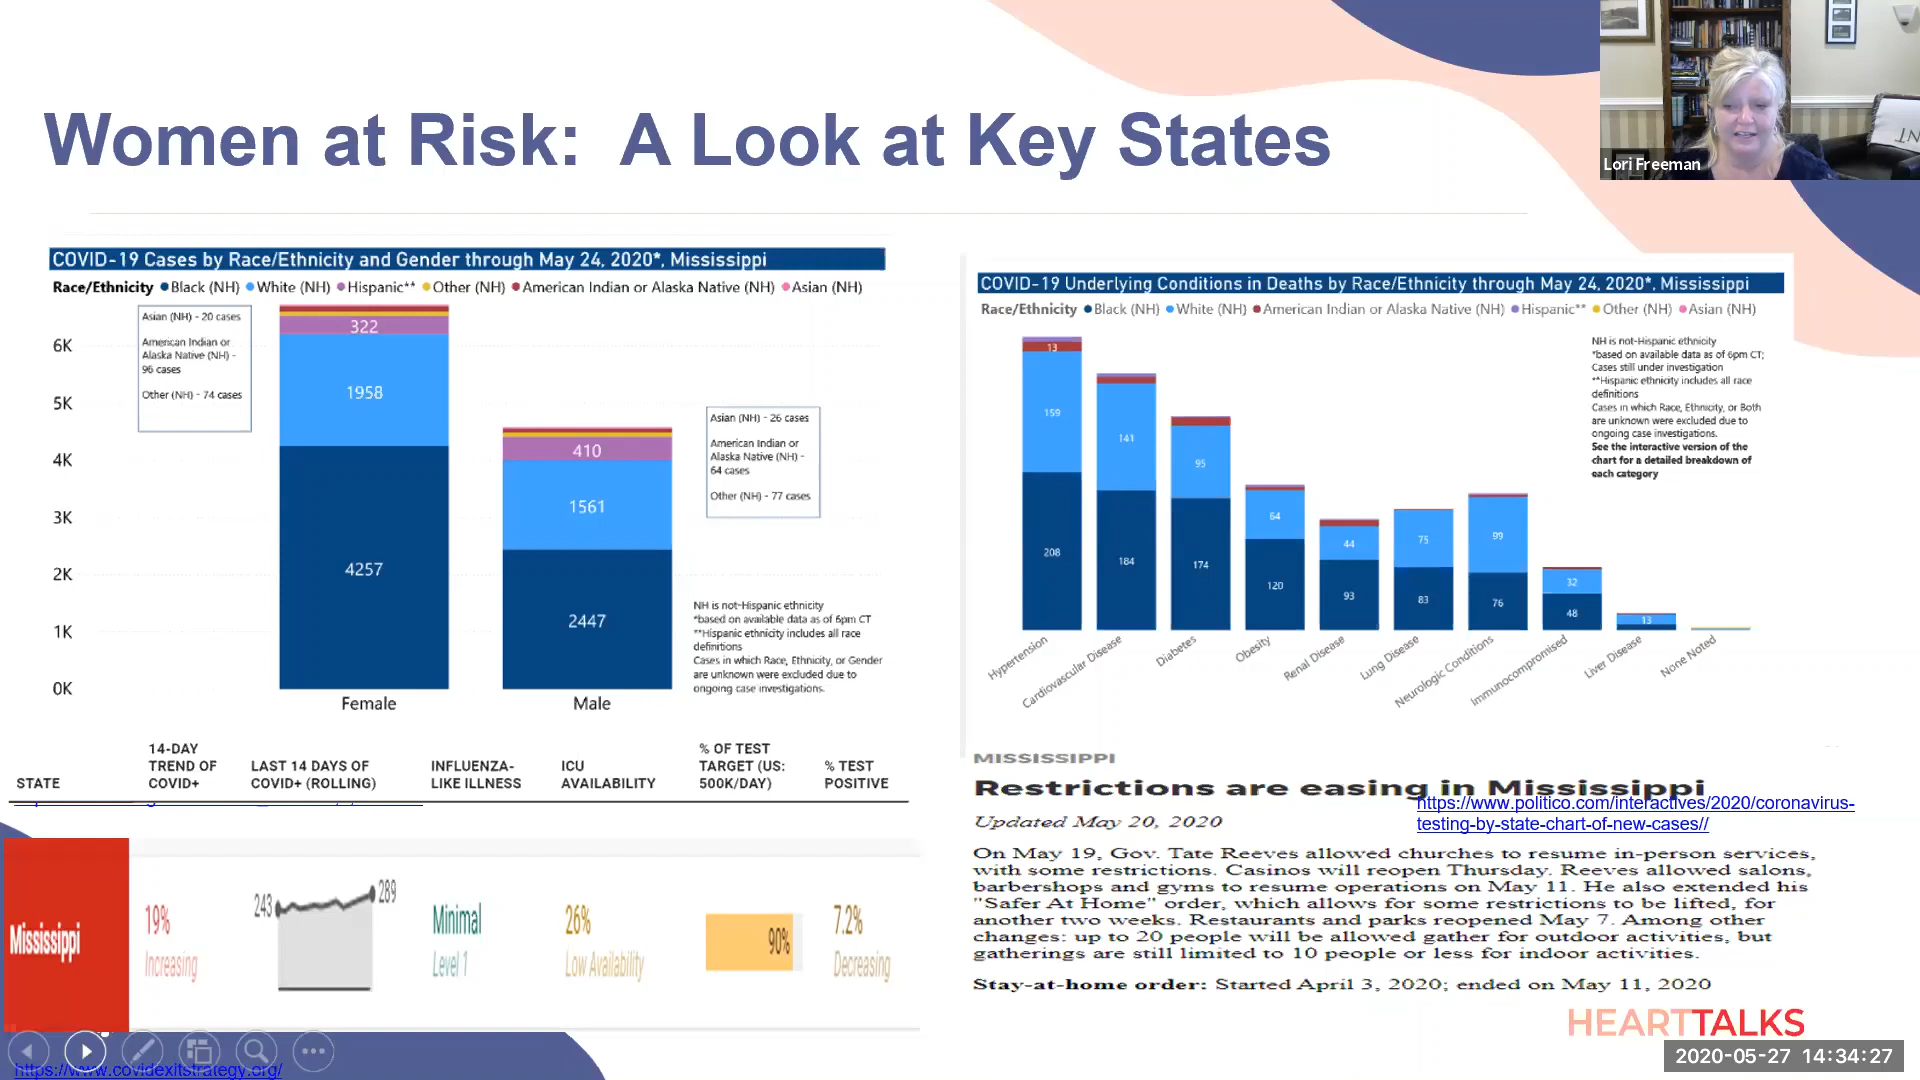 Women at Risk: A Look at Key States
Lori Freeman
COVID-19 Cases by Race/Ethnicity and Gender through May 24, 2020*, Mississippi
Race/Ethnicity Black (NH) White (NH) Hispanic** Other (NH) American Indian or Alaska Native (NH) Asian (NH)
6K
5K
4K
3K
2K
1K
0K
Asian (NH) - 20 cases
American Indian or
Alaska Native (NH) -
96 cases
Other (NH) - 74 cases
322
1958
4257
Female
410
1561
2447
Male
Asian (NH) - 26 cases
American Indian or
Alaska Native (NH) -
64 cases
Other (NH) - 77 cases
NH is not-Hispanic ethnicity
*based on available data as of 6pm CT
**Hispanic ethnicity includes all race
definitions
Cases in which Race, Ethnicity, or Gender
are unknown were excluded due to
ongoing case investigations.
COVID-19 Underlying Conditions in Deaths by Race/Ethnicity through May 24, 2020*, Mississippi
Race/Ethnicity Black (NH) White (NH) American Indian or Alaska Native (NH) Hispanic** Other (NH) Asian (NH)
13
159
208
141
184
95
174
64
120
44
93
75
83
99
76
32
48
13
Hypertension
Cardiovascular Disease
Diabetes
Obesity
Renal Disease
Lung Disease
Neurologic Conditions
Immunocompromised
Liver Disease
None Noted
NH is not-Hispanic ethnicity
*based on available data as of 6pm CT;
Cases still under investigation
**Hispanic ethnicity includes all race
definitions
Cases in which Race, Ethnicity, or Both
are unknown were excluded due to
ongoing case investigations.
See the interactive version of the
chart for a detailed breakdown of
each category
STATE
14-DAY
TREND OF
COVID+
LAST 14 DAYS OF
COVID+ (ROLLING)
INFLUENZA-
LIKE ILLNESS
ICU
AVAILABILITY
% OF TEST
TARGET (US:
500K/DAY)
% TEST
POSITIVE
Mississippi
19%
Increasing
243
289
Minimal
Level 1
26%
Low Availability
90%
7.2%
Decreasing
https://www.covidexitstrategy.org/
MISSISSIPPI
Restrictions are easing in Mississippi
https://www.politico.com/interactives/2020/coronavirus-
testing-by-state-chart-of-new-cases//
Updated May 20, 2020
On May 19, Gov. Tate Reeves allowed churches to resume in-person services,
with some restrictions. Casinos will reopen Thursday. Reeves allowed salons,
barbershops and gyms to resume operations on May 11. He also extended his
"Safer At Home" order, which allows for some restrictions to be lifted, for
another two weeks. Restaurants and parks reopened May 7. Among other
changes: up to 20 people will be allowed gather for outdoor activities, but
gatherings are still limited to 10 people or less for indoor activities.
Stay-at-home order: Started April 3, 2020; ended on May 11, 2020
HEARTTALKS
2020-05-27 14:34:27